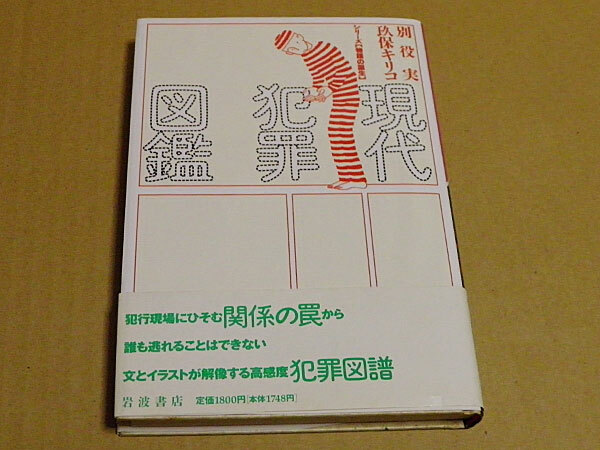 別役実
玖保キリコ
シリーズ【物語の誕生】
現代
犯罪
図鑑
犯行現場にひそむ関係の罠から
誰も逃れることはできない
文とイラストが解像する高感度犯罪図譜
岩波書店
定価1800円[本体1748円]